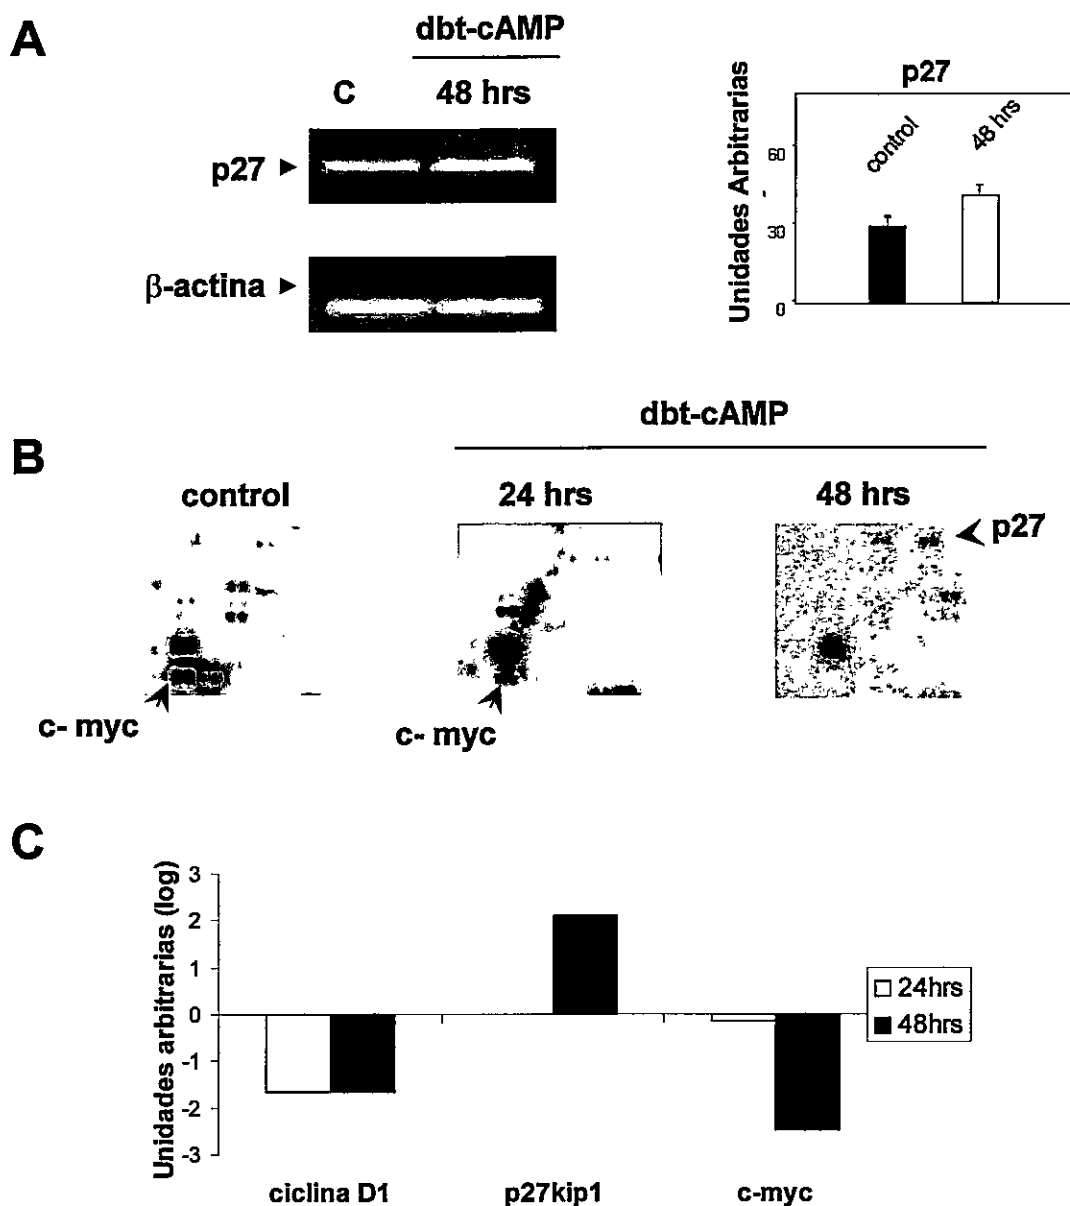 A
dbt-cAMP
C
48 hrs
p27
β-actina
p27
Unidades Arbitrarias
60
30
0
control
48 hrs
B
dbt-cAMP
control
24 hrs
48 hrs
p27
c- myc
c- myc
C
Unidades arbitrarias (log)
3
2
1
0
-1
-2
-3
24hrs
48hrs
ciclina D1
p27kip1
c-myc